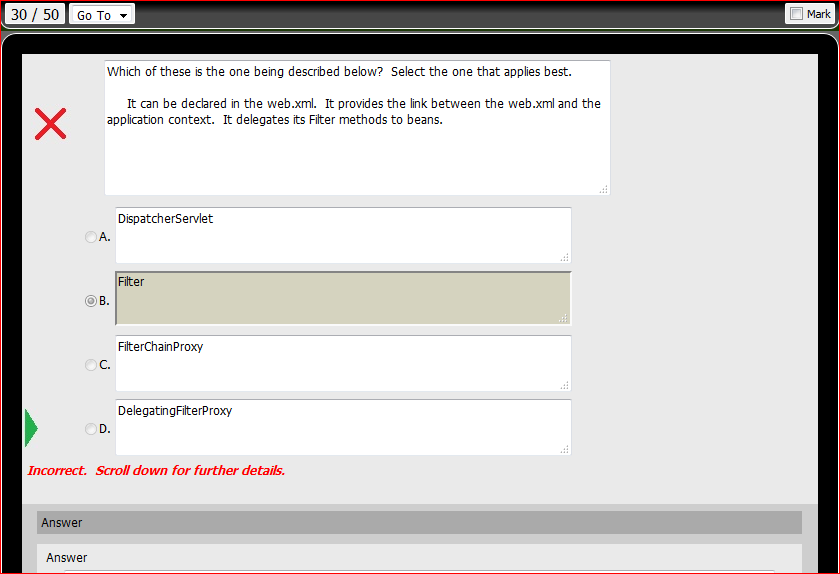 30 / 50 Go To Mark
Which of these is the one being described below?  Select the one that applies best.
It can be declared in the web.xml.  It provides the link between the web.xml and the
application context.  It delegates its Filter methods to beans.
A. DispatcherServlet
B. Filter
C. FilterChainProxy
D. DelegatingFilterProxy
Incorrect.  Scroll down for further details.
Answer
Answer